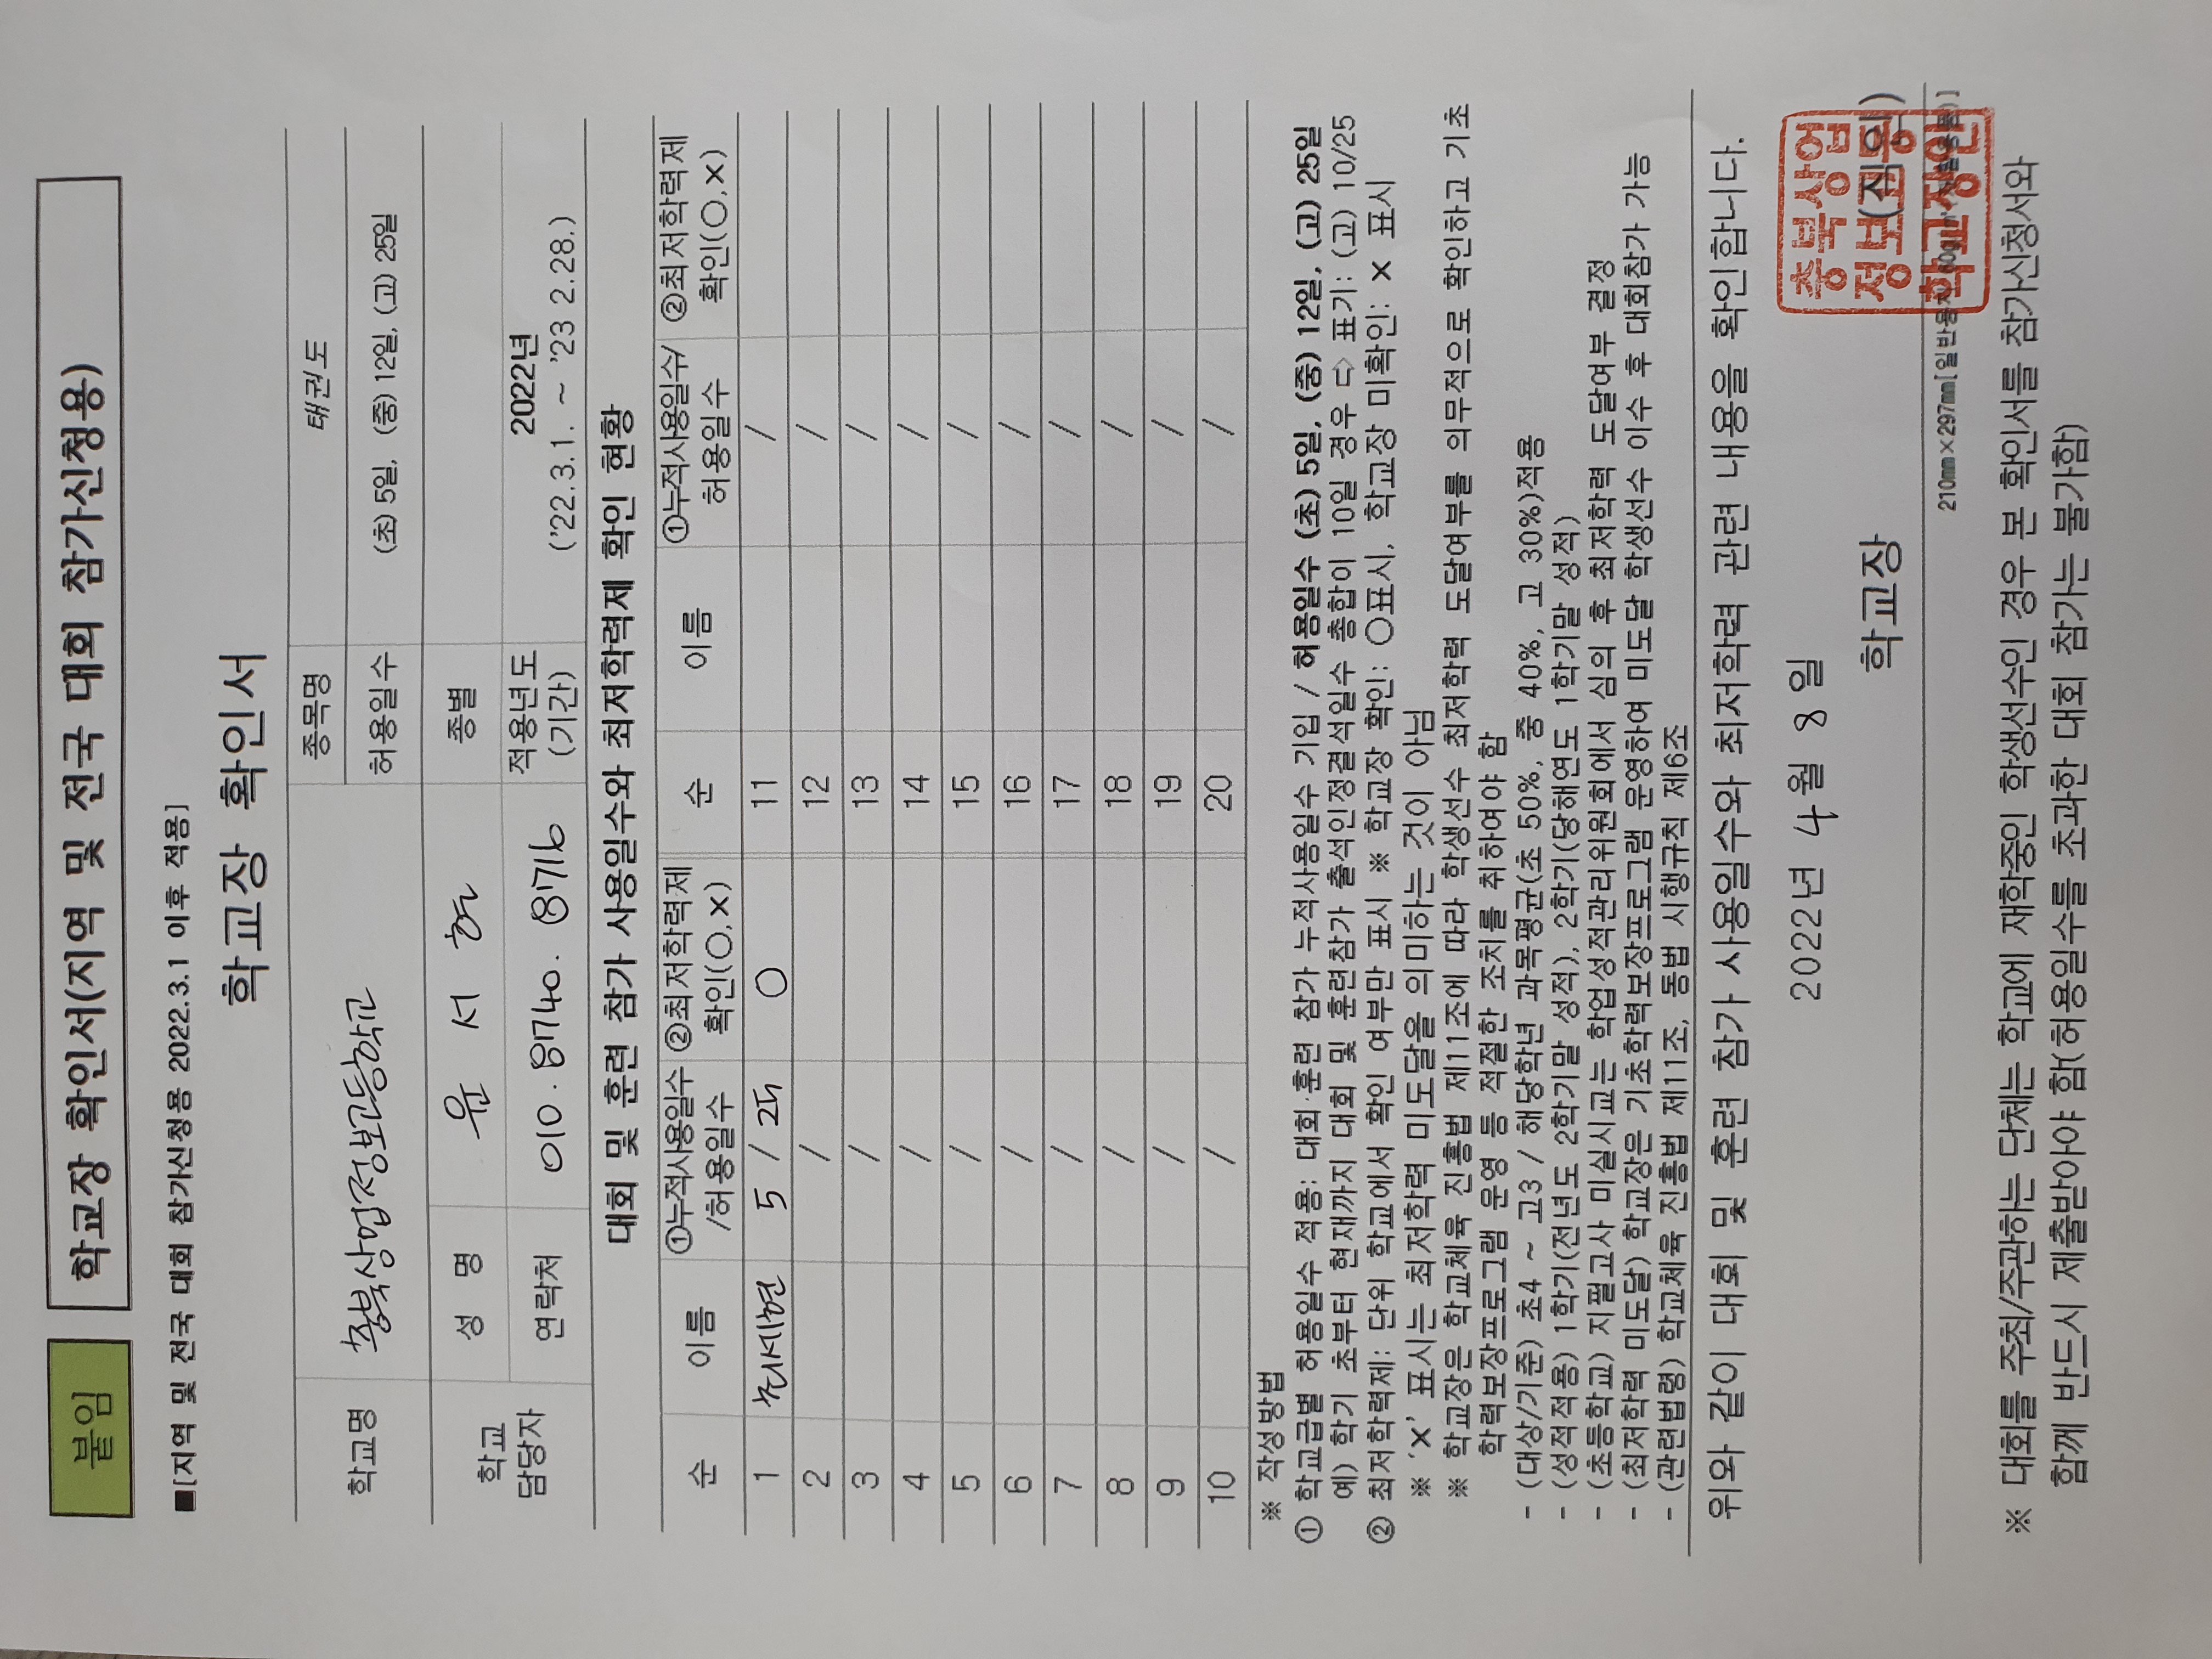 붙임
학교장 확인서(지역 및 전국 대회 참가신청용)
■[지역 및 전국 대회 참가신청용 2022.3.1 이후 적용]
학교장 확인서
학교명 충북상업정보고등학교 종목명 태권도
허용일수 (초) 5일, (중) 12일, (고) 25일
학교 담당자 성 명 윤 서 현 종별
연락처 010. 8740. 8716 적용년도 (기간) 2022년 ('22.3.1. ~ '23 2.28.)
대회 및 훈련 참가 사용일수와 최저학력제 확인 현황
순 이름 ①누적사용일수 /허용일수 ②최저학력제 확인(○,×) 순 이름 ①누적사용일수/ 허용일수 ②최저학력제 확인(○,×)
1 천세현 5 / 25 ○ 11 /
2 / 12 /
3 / 13 /
4 / 14 /
5 / 15 /
6 / 16 /
7 / 17 /
8 / 18 /
9 / 19 /
10 / 20 /
※ 작성방법
① 학교급별 허용일수 적용: 대회·훈련 참가 누적사용일수 기입 / 허용일수 (초) 5일, (중) 12일, (고) 25일
예) 학기 초부터 현재까지 대회 및 훈련참가 출석인정결석일수 총합이 10일 경우 ⇨ 표기: (고) 10/25
② 최저학력제: 단위 학교에서 확인 여부만 표시 ※ 학교장 확인: ○표시, 학교장 미확인: × 표시
※ '×' 표시는 최저학력 미도달을 의미하는 것이 아님
※ 학교장은 학교체육 진흥법 제11조에 따라 학생선수 최저학력 도달여부를 의무적으로 확인하고 기초
학력보장프로그램 운영 등 적절한 조치를 취하여야 함
- (대상/기준) 초4 ~ 고3 / 해당학년 과목평균(초 50%, 중 40%, 고 30%)적용
- (성적적용) 1학기(전년도 2학기말 성적), 2학기(당해연도 1학기말 성적)
- (초등학교) 지필고사 미실시교는 학업성적관리위원회에서 심의 후 최저학력 도달여부 결정
- (최저학력 미도달) 학교장은 기초학력보장프로그램 운영하여 미도달 학생선수 이수 후 대회참가 가능
- (관련법령) 학교체육 진흥법 제11조, 동법 시행규칙 제6조
위와 같이 대회 및 훈련 참가 사용일수와 최저학력 관련 내용을 확인합니다.
2022년 4월 8일
학교장 (직인)
충북상업
정보고등
학교장인
210㎜×297㎜[일반용지
※ 대회를 주최/주관하는 단체는 학교에 재학중인 학생선수인 경우 본 확인서를 참가신청서와
함께 반드시 제출받아야 함(허용일수를 초과한 대회 참가는 불가함)